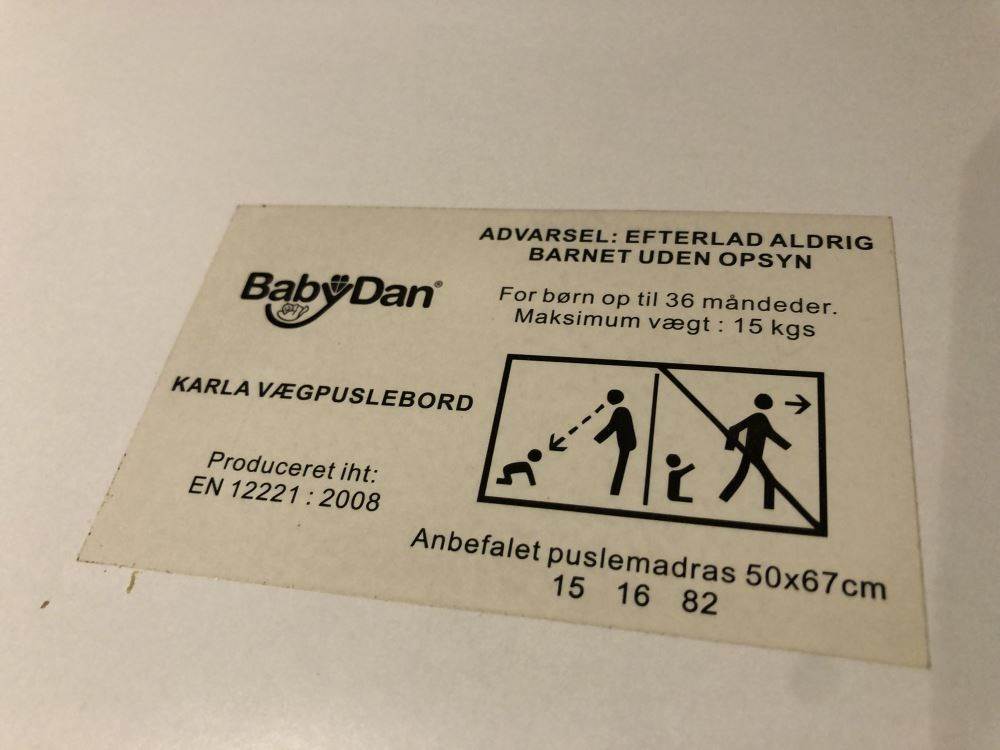 BabyDan®
KARLA VÆGPUSLEBORD
Produceret iht:
EN 12221 : 2008
ADVARSEL: EFTERLAD ALDRIG
BARNET UDEN OPSYN
For børn op til 36 måndeder.
Maksimum vægt : 15 kgs
Anbefalet puslemadras 50x67cm
15 16 82